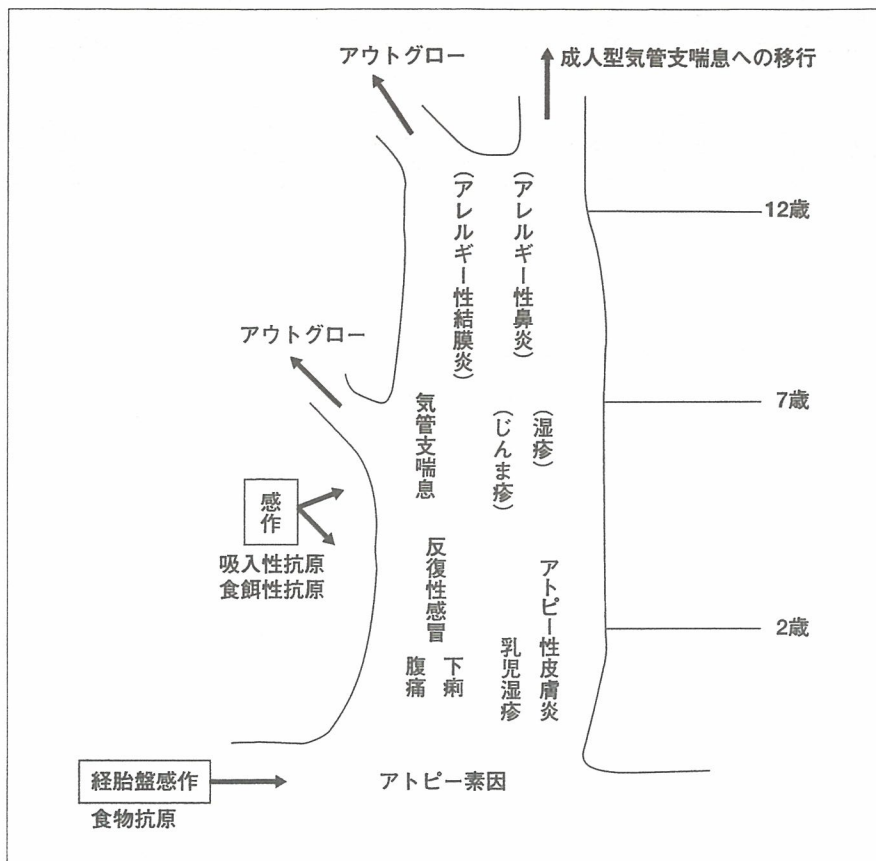 アウトグロー
成人型気管支喘息への移行
(アレルギー性鼻炎)
(アレルギー性結膜炎)
12歳
アウトグロー
7歳
(湿疹)
(じんま疹)
気管支喘息
感作
吸入性抗原
食餌性抗原
アトピー性皮膚炎
乳児湿疹
反復性感冒
下痢
腹痛
2歳
経胎盤感作
食物抗原
アトピー素因